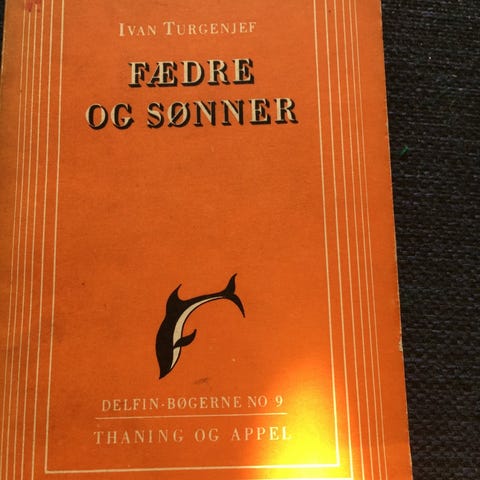 IVAN TURGENJEF
FÆDRE
OG SØNNER
DELFIN-BØGERNE NO 9
THANING OG APPEL